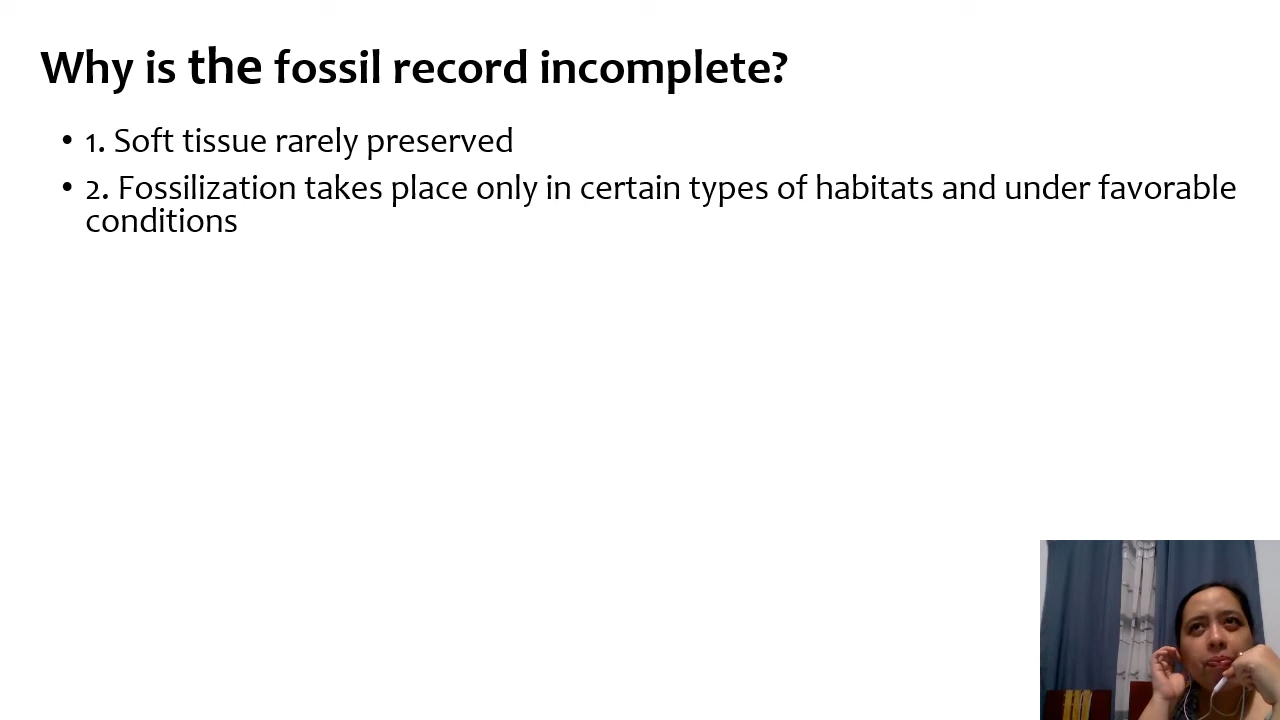 Why is the fossil record incomplete?
• 1. Soft tissue rarely preserved
• 2. Fossilization takes place only in certain types of habitats and under favorable
conditions